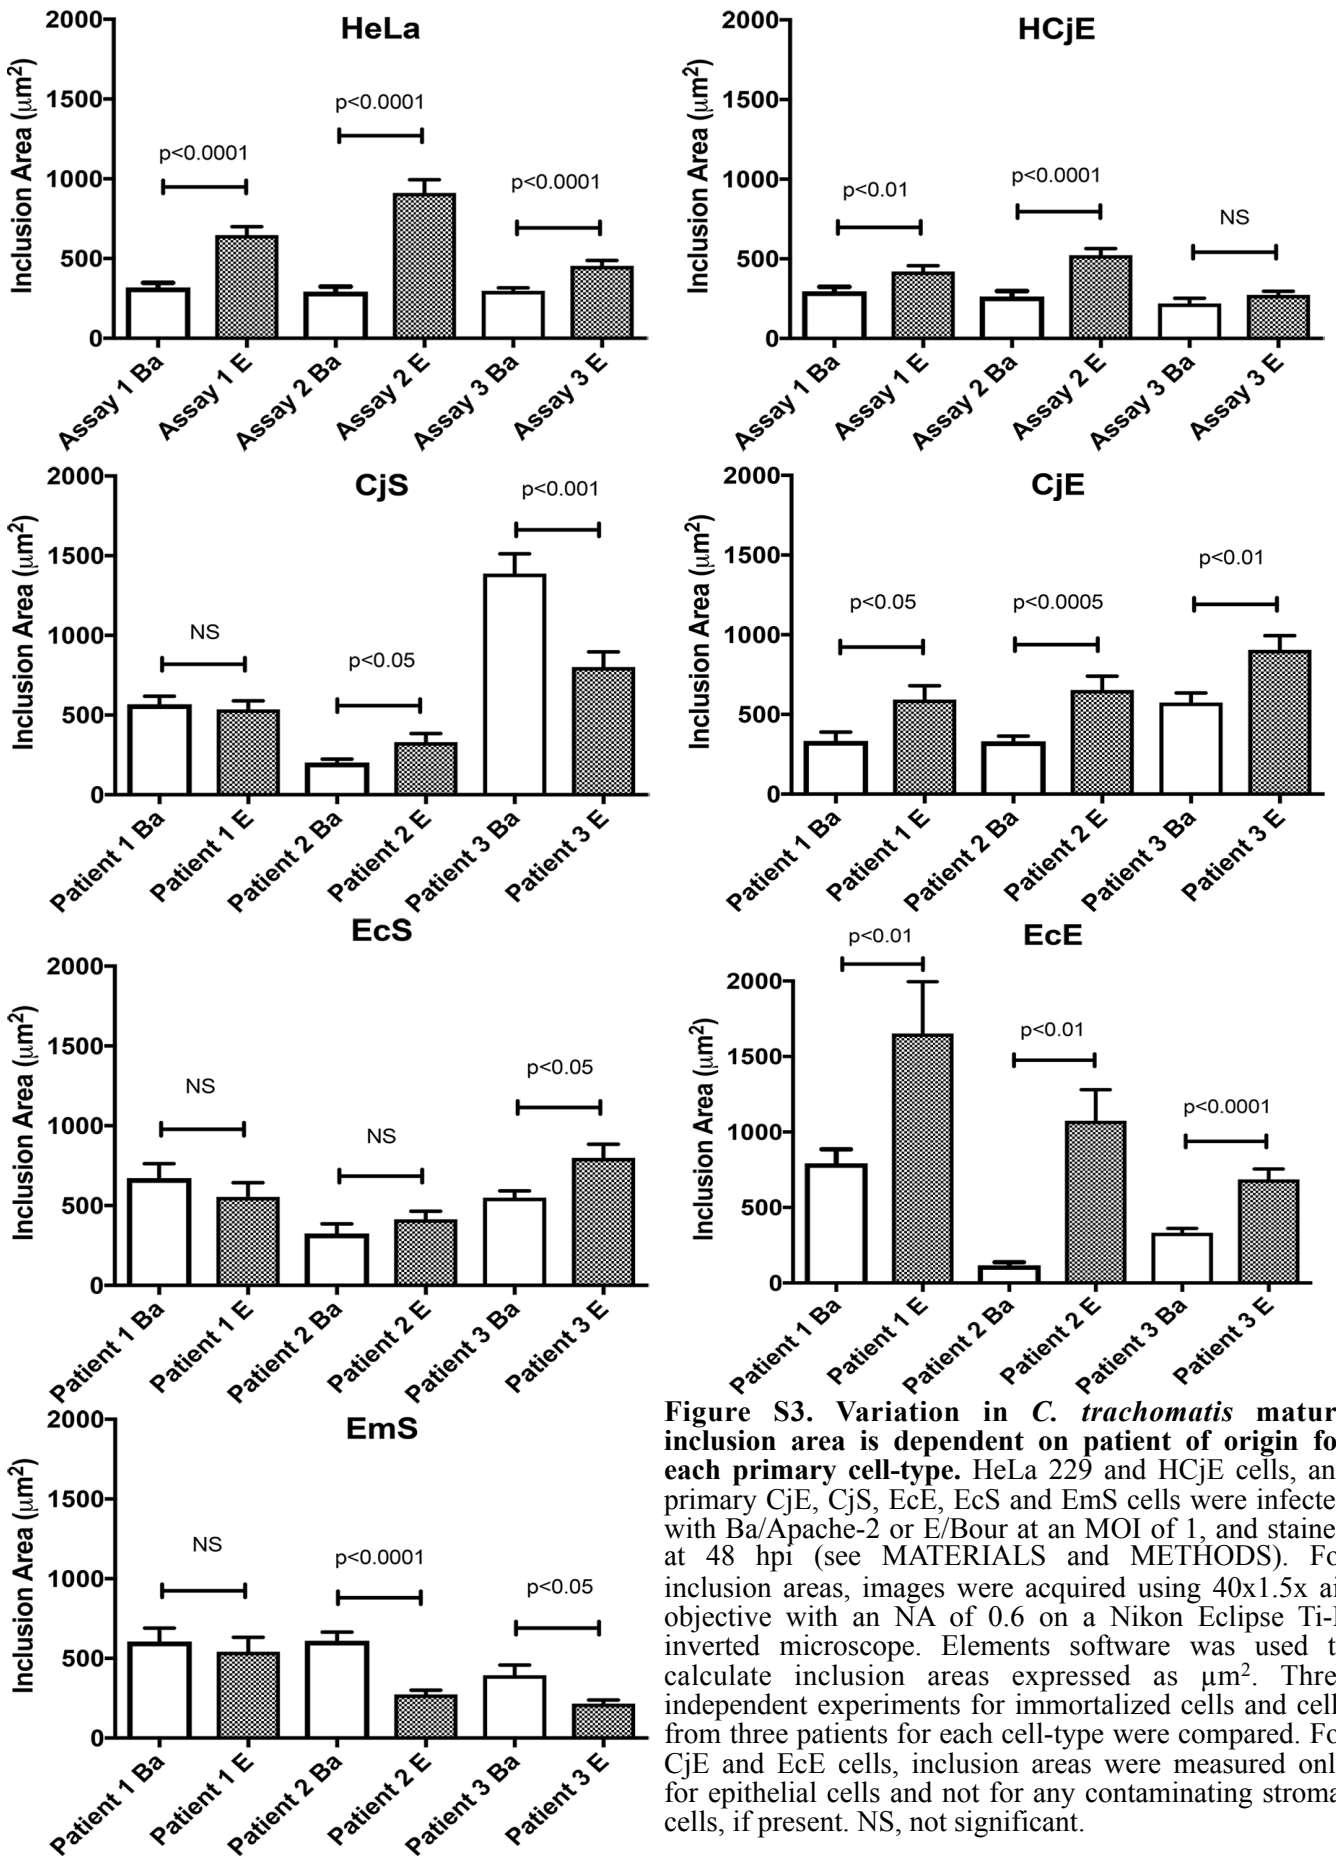 HeLa
Inclusion Area (μm²)
2000
1500
1000
500
0
p<0.0001
p<0.0001
p<0.0001
Assay 1 Ba
Assay 1 E
Assay 2 Ba
Assay 2 E
Assay 3 Ba
Assay 3 E
HCjE
Inclusion Area (μm²)
2000
1500
1000
500
0
p<0.01
p<0.0001
NS
Assay 1 Ba
Assay 1 E
Assay 2 Ba
Assay 2 E
Assay 3 Ba
Assay 3 E
CjS
Inclusion Area (μm²)
2000
1500
1000
500
0
NS
p<0.05
p<0.001
Patient 1 Ba
Patient 1 E
Patient 2 Ba
Patient 2 E
Patient 3 Ba
Patient 3 E
CjE
Inclusion Area (μm²)
2000
1500
1000
500
0
p<0.05
p<0.0005
p<0.01
Patient 1 Ba
Patient 1 E
Patient 2 Ba
Patient 2 E
Patient 3 Ba
Patient 3 E
EcS
Inclusion Area (μm²)
2000
1500
1000
500
0
NS
NS
p<0.05
Patient 1 Ba
Patient 1 E
Patient 2 Ba
Patient 2 E
Patient 3 Ba
Patient 3 E
EcE
Inclusion Area (μm²)
2000
1500
1000
500
0
p<0.01
p<0.01
p<0.0001
Patient 1 Ba
Patient 1 E
Patient 2 Ba
Patient 2 E
Patient 3 Ba
Patient 3 E
EmS
Inclusion Area (μm²)
2000
1500
1000
500
0
NS
p<0.0001
p<0.05
Patient 1 Ba
Patient 1 E
Patient 2 Ba
Patient 2 E
Patient 3 Ba
Patient 3 E
Figure S3. Variation in C. trachomatis matur
inclusion area is dependent on patient of origin fo
each primary cell-type. HeLa 229 and HCjE cells, an
primary CjE, CjS, EcE, EcS and EmS cells were infecte
with Ba/Apache-2 or E/Bour at an MOI of 1, and staine
at 48 hpi (see MATERIALS and METHODS). Fo
inclusion areas, images were acquired using 40x1.5x ai
objective with an NA of 0.6 on a Nikon Eclipse Ti-
inverted microscope. Elements software was used t
calculate inclusion areas expressed as µm². Thre
independent experiments for immortalized cells and cell
from three patients for each cell-type were compared. Fo
CjE and EcE cells, inclusion areas were measured onl
for epithelial cells and not for any contaminating stroma
cells, if present. NS, not significant.